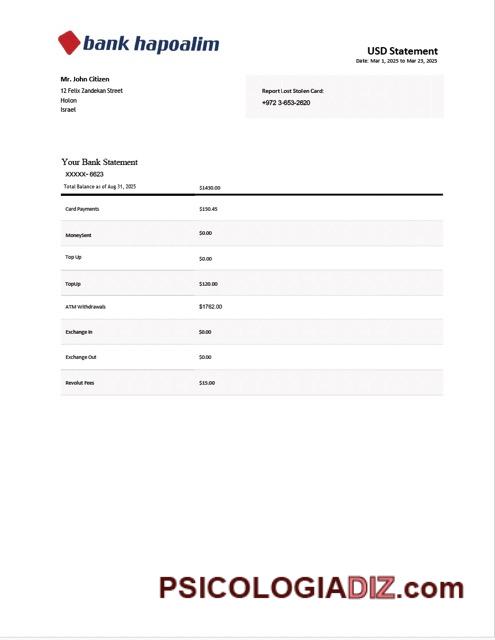 bank hapoalim
USD Statement
Date: Mar 1, 2025 to Mar 23, 2025
Mr. John Citizen
12 Felix Zandekan Street
Holon
Israel
Report Lost Stolen Card:
+972 3-653-2620
Your Bank Statement
XXXXX- 6623
Total Balance as of Aug 31, 2025 $1430.00
Card Payments $150.45
MoneySent $0.00
Top Up $0.00
TopUp $120.00
ATM Withdrawals $1762.00
Exchange In $0.00
Exchange Out $0.00
Revolut Fees $15.00
PSICOLOGIADIZ.com